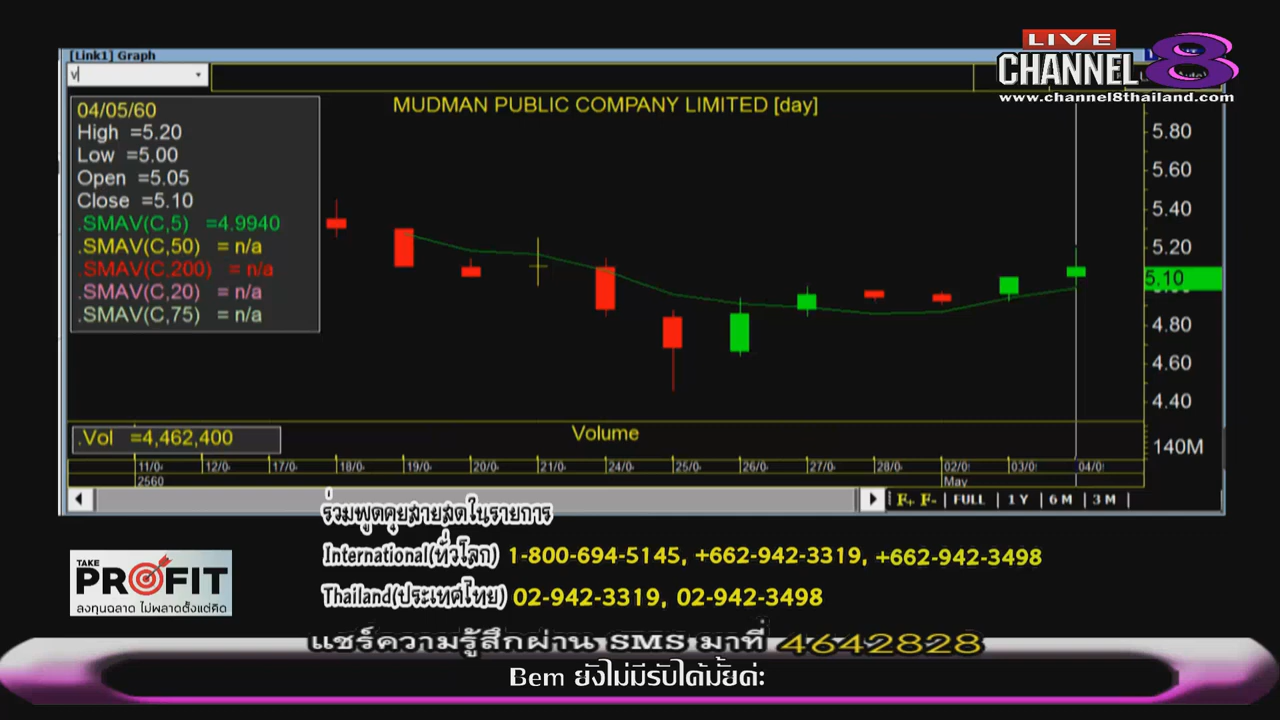 [Link1] Graph
LIVE
CHANNEL 8
www.channel8thailand.com
v
04/05/60
High =5.20
Low =5.00
Open =5.05
Close =5.10
.SMAV(C,5) =4.9940
.SMAV(C,50) = n/a
.SMAV(C,200) = n/a
.SMAV(C,20) = n/a
.SMAV(C,75) = n/a
MUDMAN PUBLIC COMPANY LIMITED [day]
5.80
5.60
5.40
5.20
5.10
4.80
4.60
4.40
140M
.Vol =4,462,400
Volume
11/0 12/0 17/0 18/0 19/0 20/0 21/0 24/0 25/0 26/0 27/0 28/0 02/0 03/0 04/0
2560 May
F+ F- FULL 1 Y 6 M 3 M
ร่วมพูดคุยสายสดในรายการ
International(ทั่วโลก) 1-800-694-5145, +662-942-3319, +662-942-3498
Thailand(ประเทศไทย) 02-942-3319, 02-942-3498
TAKE
PROFIT
ลงทุนฉลาด ไม่พลาดตั้งแต่คิด
แชร์ความรู้สึกผ่าน SMS มาที่ 4642828
Bem ยังไม่มีรับได้มั้ยค่ะ